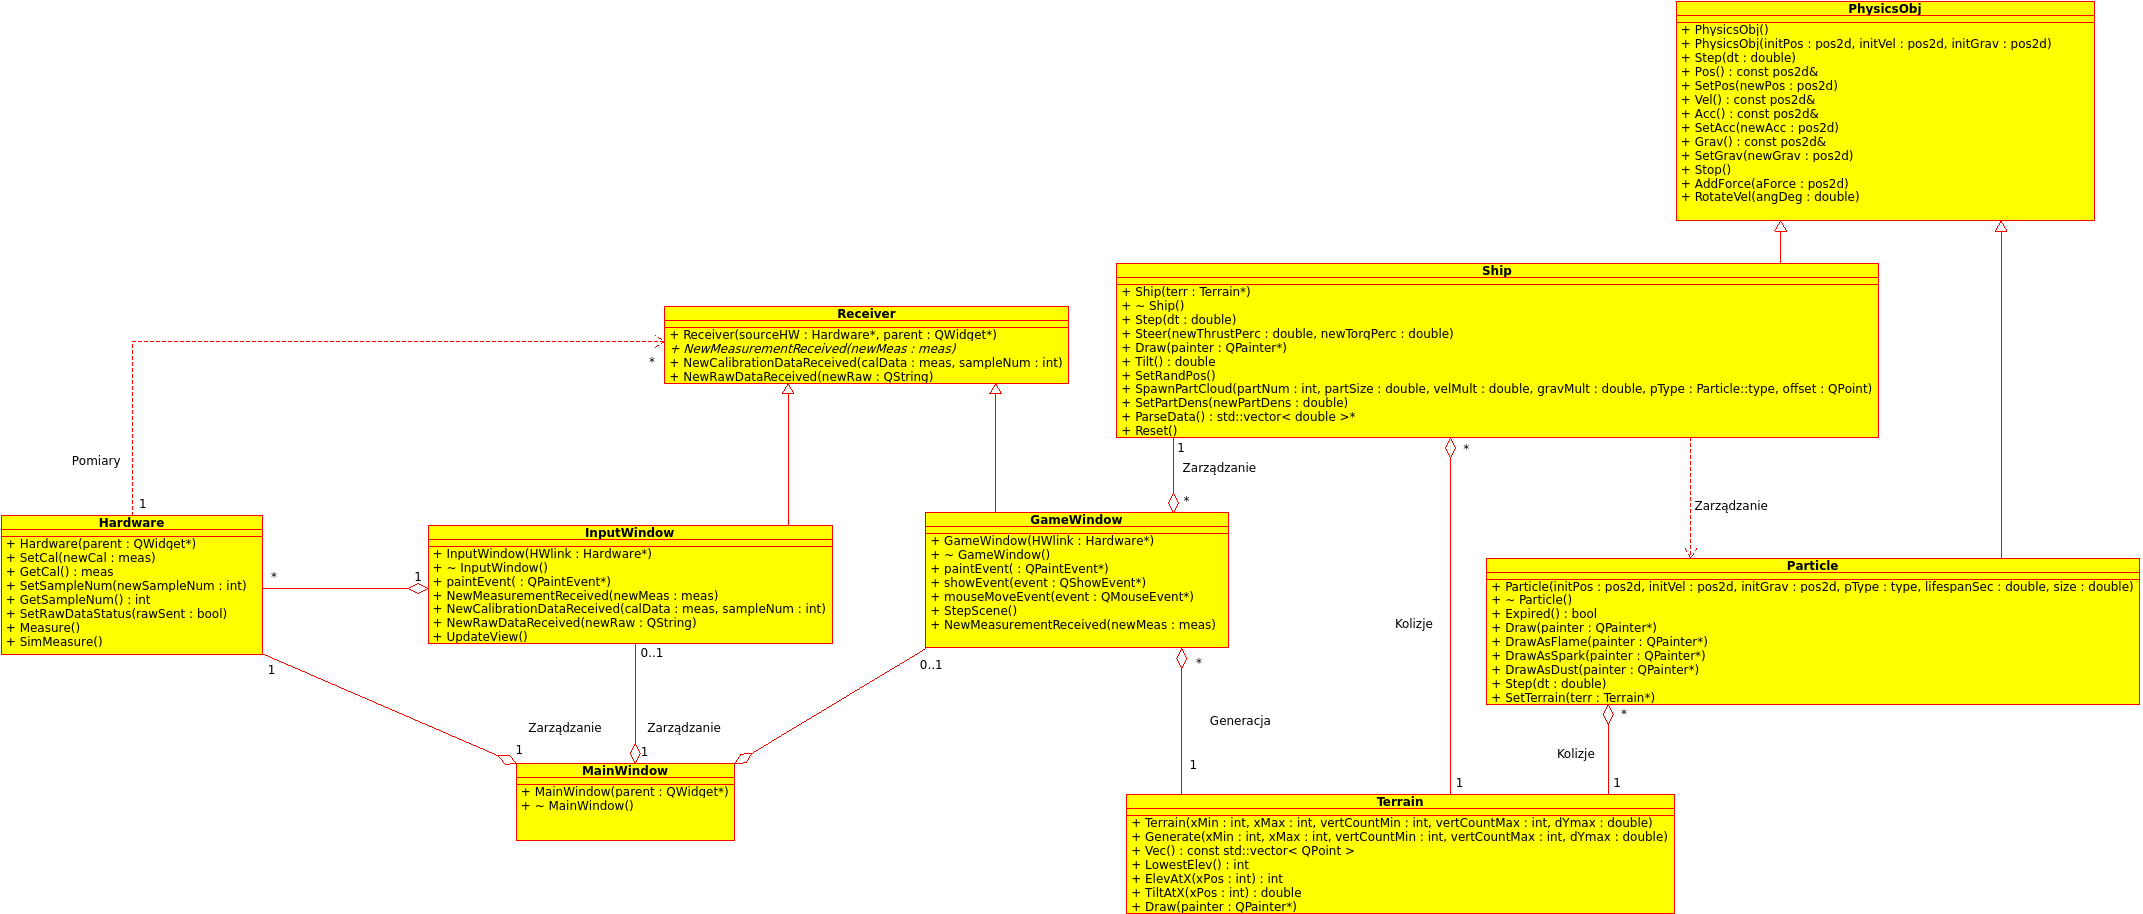 PhysicsObj
+ PhysicsObj()
+ PhysicsObj(initPos : pos2d, initVel : pos2d, initGrav : pos2d)
+ Step(dt : double)
+ Pos() : const pos2d&
+ SetPos(newPos : pos2d)
+ Vel() : const pos2d&
+ Acc() : const pos2d&
+ SetAcc(newAcc : pos2d)
+ Grav() : const pos2d&
+ SetGrav(newGrav : pos2d)
+ Stop()
+ AddForce(aForce : pos2d)
+ RotateVel(angDeg : double)
Ship
+ Ship(terr : Terrain*)
+ ~ Ship()
+ Step(dt : double)
+ Steer(newThrustPerc : double, newTorqPerc : double)
+ Draw(painter : QPainter*)
+ Tilt() : double
+ SetRandPos()
+ SpawnPartCloud(partNum : int, partSize : double, velMult : double, gravMult : double, pType : Particle::type, offset : QPoint)
+ SetPartDens(newPartDens : double)
+ ParseData() : std::vector< double >*
+ Reset()
Receiver
+ Receiver(sourceHW : Hardware*, parent : QWidget*)
+ NewMeasurementReceived(newMeas : meas)
+ NewCalibrationDataReceived(calData : meas, sampleNum : int)
+ NewRawDataReceived(newRaw : QString)
*
Pomiary
1
1
Zarządzanie
*
*
Zarządzanie
Hardware
+ Hardware(parent : QWidget*)
+ SetCal(newCal : meas)
+ GetCal() : meas
+ SetSampleNum(newSampleNum : int)
+ GetSampleNum() : int
+ SetRawDataStatus(rawSent : bool)
+ Measure()
+ SimMeasure()
*
1
InputWindow
+ InputWindow(HWlink : Hardware*)
+ ~ InputWindow()
+ paintEvent( : QPaintEvent*)
+ NewMeasurementReceived(newMeas : meas)
+ NewCalibrationDataReceived(calData : meas, sampleNum : int)
+ NewRawDataReceived(newRaw : QString)
+ UpdateView()
GameWindow
+ GameWindow(HWlink : Hardware*)
+ ~ GameWindow()
+ paintEvent( : QPaintEvent*)
+ showEvent(event : QShowEvent*)
+ mouseMoveEvent(event : QMouseEvent*)
+ StepScene()
+ NewMeasurementReceived(newMeas : meas)
Particle
+ Particle(initPos : pos2d, initVel : pos2d, initGrav : pos2d, pType : type, lifespanSec : double, size : double)
+ ~ Particle()
+ Expired() : bool
+ Draw(painter : QPainter*)
+ DrawAsFlame(painter : QPainter*)
+ DrawAsSpark(painter : QPainter*)
+ DrawAsDust(painter : QPainter*)
+ Step(dt : double)
+ SetTerrain(terr : Terrain*)
Kolizje
1
0..1
0..1
*
*
Zarządzanie
Zarządzanie
Generacja
Kolizje
1
1
1
1
1
MainWindow
+ MainWindow(parent : QWidget*)
+ ~ MainWindow()
Terrain
+ Terrain(xMin : int, xMax : int, vertCountMin : int, vertCountMax : int, dYmax : double)
+ Generate(xMin : int, xMax : int, vertCountMin : int, vertCountMax : int, dYmax : double)
+ Vec() : const std::vector< QPoint >
+ LowestElev() : int
+ ElevAtX(xPos : int) : int
+ TiltAtX(xPos : int) : double
+ Draw(painter : QPainter*)